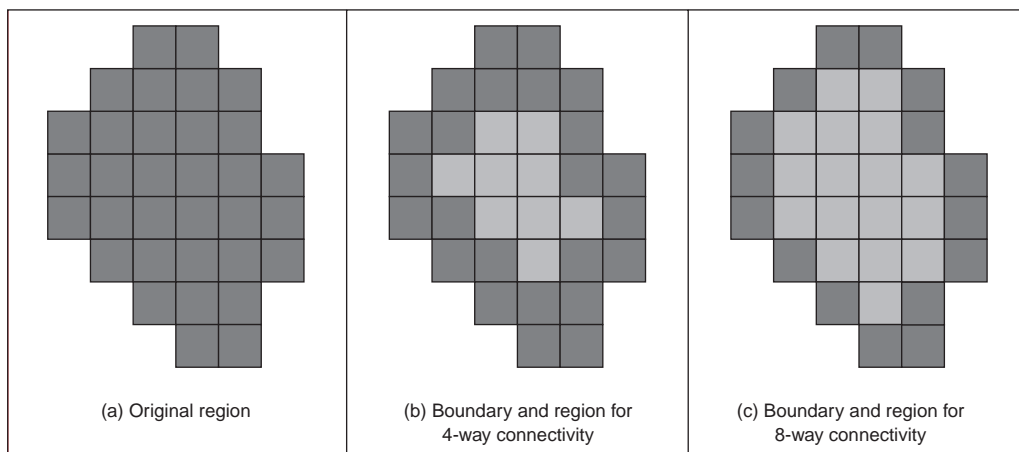 (a) Original region
(b) Boundary and region for
4-way connectivity
(c) Boundary and region for
8-way connectivity